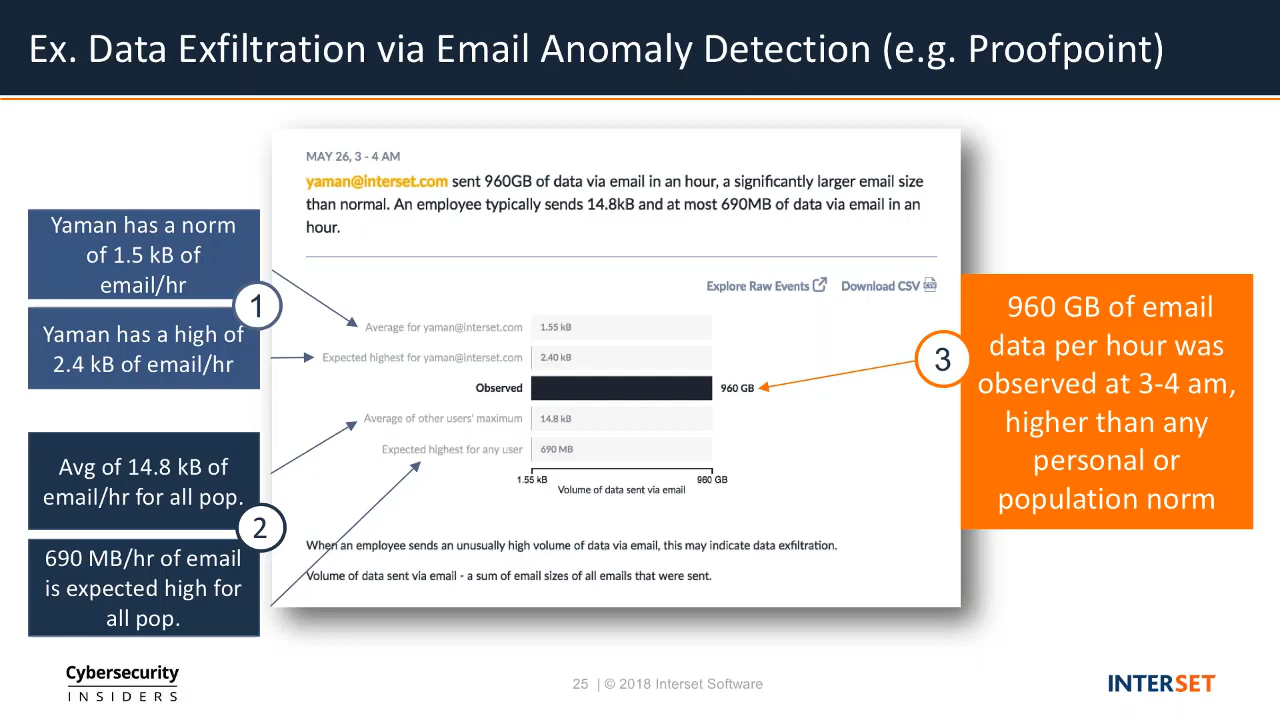 Ex. Data Exfiltration via Email Anomaly Detection (e.g. Proofpoint)
MAY 26, 3 - 4 AM
yaman@interset.com sent 960GB of data via email in an hour, a significantly larger email size
than normal. An employee typically sends 14.8kB and at most 690MB of data via email in an
hour.
Explore Raw Events
Download CSV
Yaman has a norm
of 1.5 kB of
email/hr
1
Yaman has a high of
2.4 kB of email/hr
Avg of 14.8 kB of
email/hr for all pop.
2
690 MB/hr of email
is expected high for
all pop.
Average for yaman@interset.com 1.55 kB
Expected highest for yaman@interset.com 2.40 kB
Observed 960 GB
Average of other users' maximum 14.8 kB
Expected highest for any user 690 MB
1.55 kB 960 GB
Volume of data sent via email
When an employee sends an unusually high volume of data via email, this may indicate data exfiltration.
Volume of data sent via email - a sum of email sizes of all emails that were sent.
3
960 GB of email
data per hour was
observed at 3-4 am,
higher than any
personal or
population norm
Cybersecurity
INSIDERS
25 | © 2018 Interset Software
INTERSET